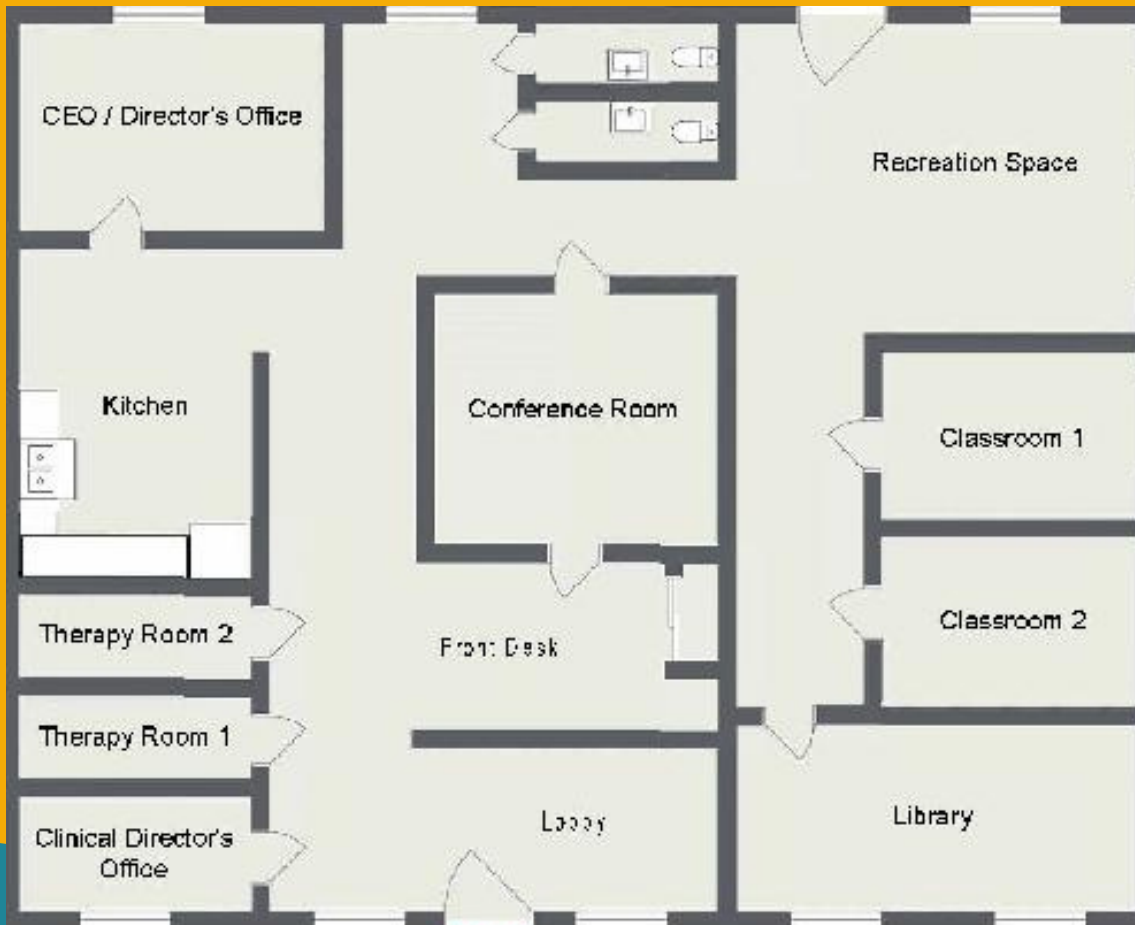 CEO / Director's Office
Recreation Space
Kitchen
Conference Room
Classroom 1
Classroom 2
Therapy Room 2
Front Desk
Therapy Room 1
Lobby
Library
Clinical Director's
Office